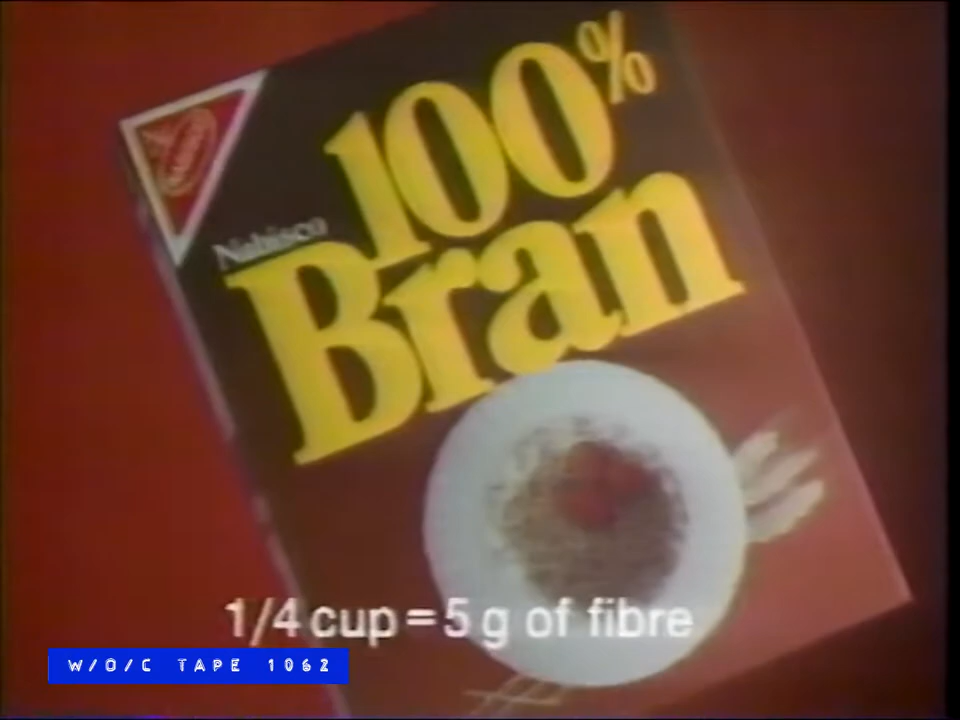 100%
Nabisco
Bran
1/4 cup = 5 g of fibre
W/O/C TAPE 1062